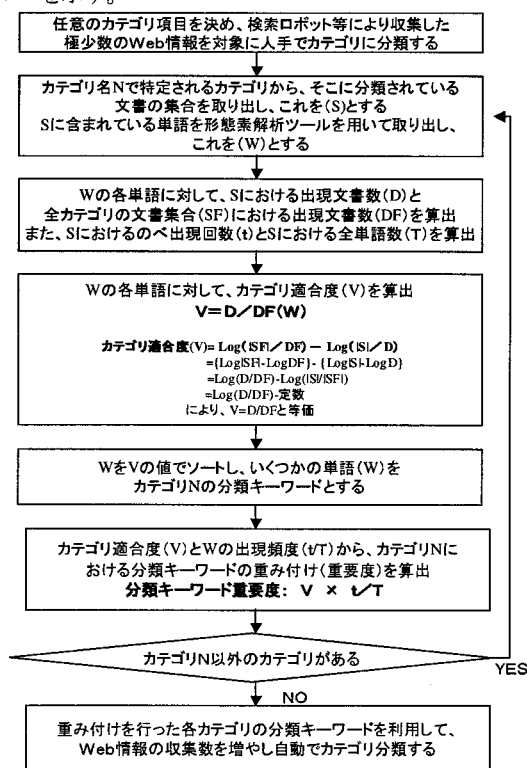 任意のカテゴリ項目を決め、検索ロボット等により収集した
極少数のWeb情報を対象に人手でカテゴリに分類する
カテゴリ名Nで特定されるカテゴリから、そこに分類されている
文書の集合を取り出し、これを(S)とする
Sに含まれている単語を形態素解析ツールを用いて取り出し、
これを(W)とする
Wの各単語に対して、Sにおける出現文書数(D)と
全カテゴリの文書集合(SF)における出現文書数(DF)を算出
また、Sにおけるのべ出現回数(t)とSにおける全単語数(T)を算出
Wの各単語に対して、カテゴリ適合度(V)を算出
V=D/DF(W)
カテゴリ適合度(V)= Log(|SF|/DF) - Log(|S|/D)
={Log|SF|-LogDF}- {Log|S|-LogD}
=Log(D/DF)-Log(|S|/|SF|)
=Log(D/DF)-定数
により、V=D/DFと等価
WをVの値でソートし、いくつかの単語(W)を
カテゴリNの分類キーワードとする
カテゴリ適合度(V)とWの出現頻度(t/T)から、カテゴリNに
おける分類キーワードの重み付け(重要度)を算出
分類キーワード重要度: V × t/T
カテゴリN以外のカテゴリがある
YES
NO
重み付けを行った各カテゴリの分類キーワードを利用して、
Web情報の収集数を増やし自動でカテゴリ分類する